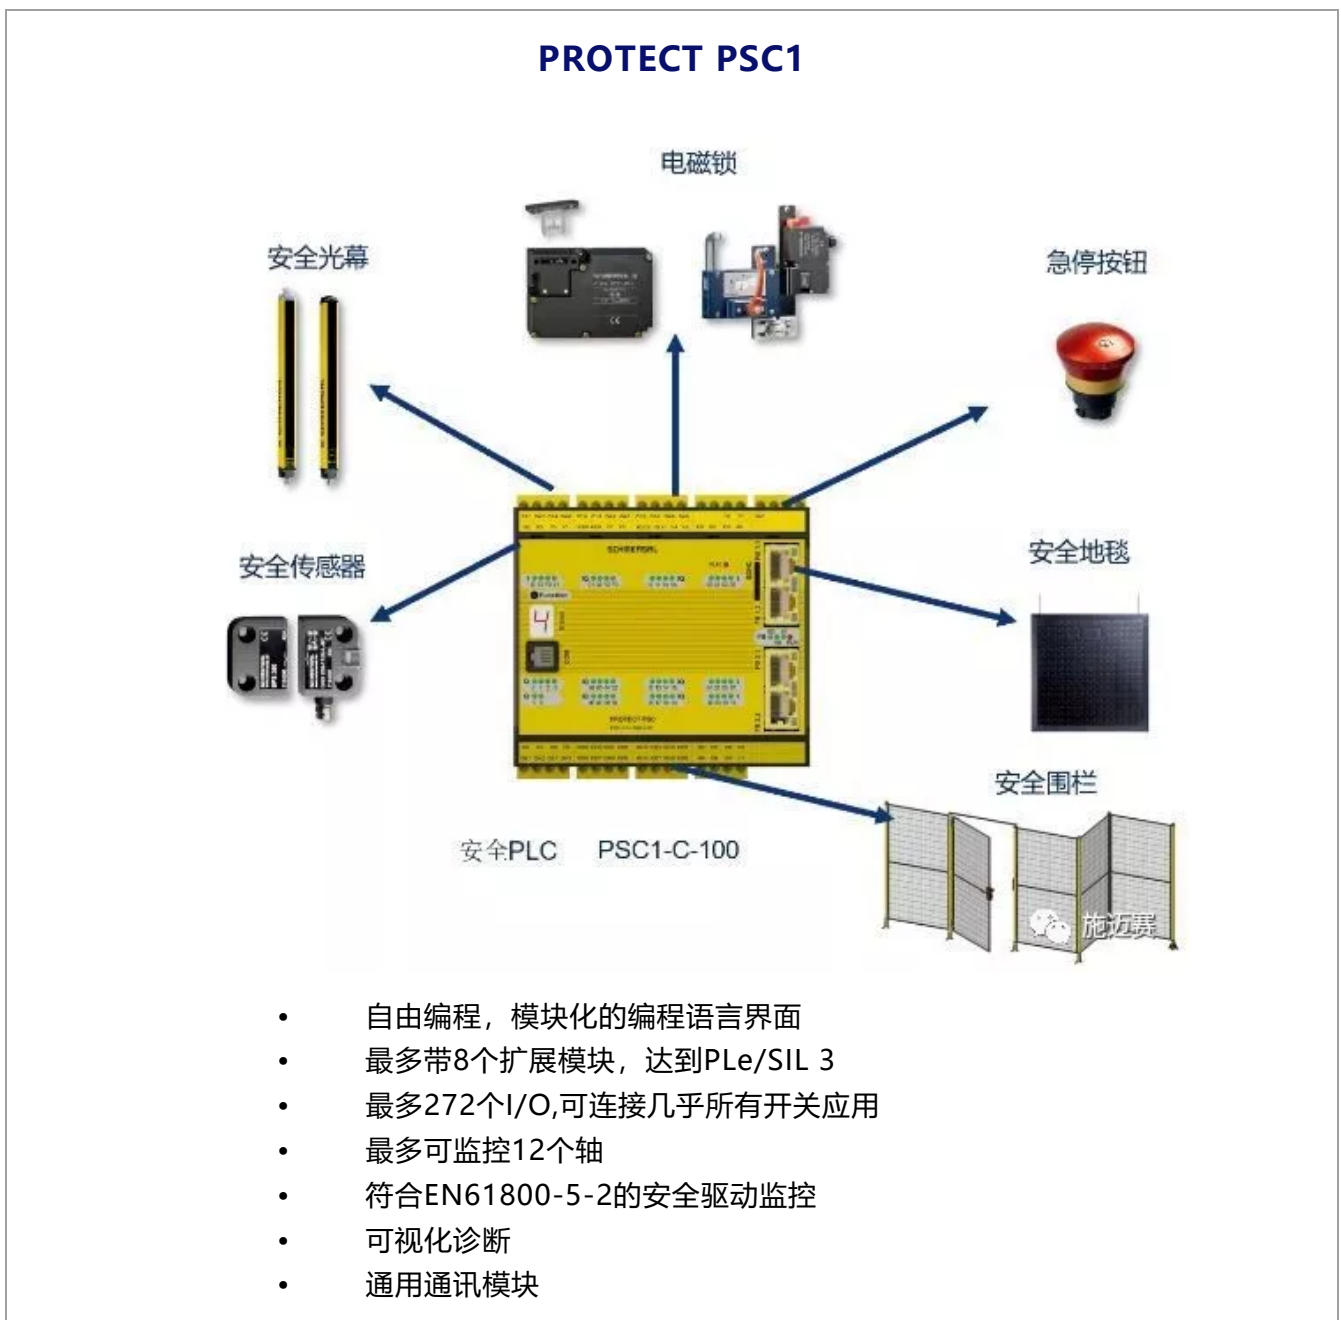 PROTECT PSC1
电磁锁
安全光幕
急停按钮
安全传感器
安全地毯
SCHMERSAL
安全围栏
安全PLC PSC1-C-100
施迈赛
• 自由编程，模块化的编程语言界面
• 最多带8个扩展模块，达到PLe/SIL 3
• 最多272个I/O,可连接几乎所有开关应用
• 最多可监控12个轴
• 符合EN61800-5-2的安全驱动监控
• 可视化诊断
• 通用通讯模块